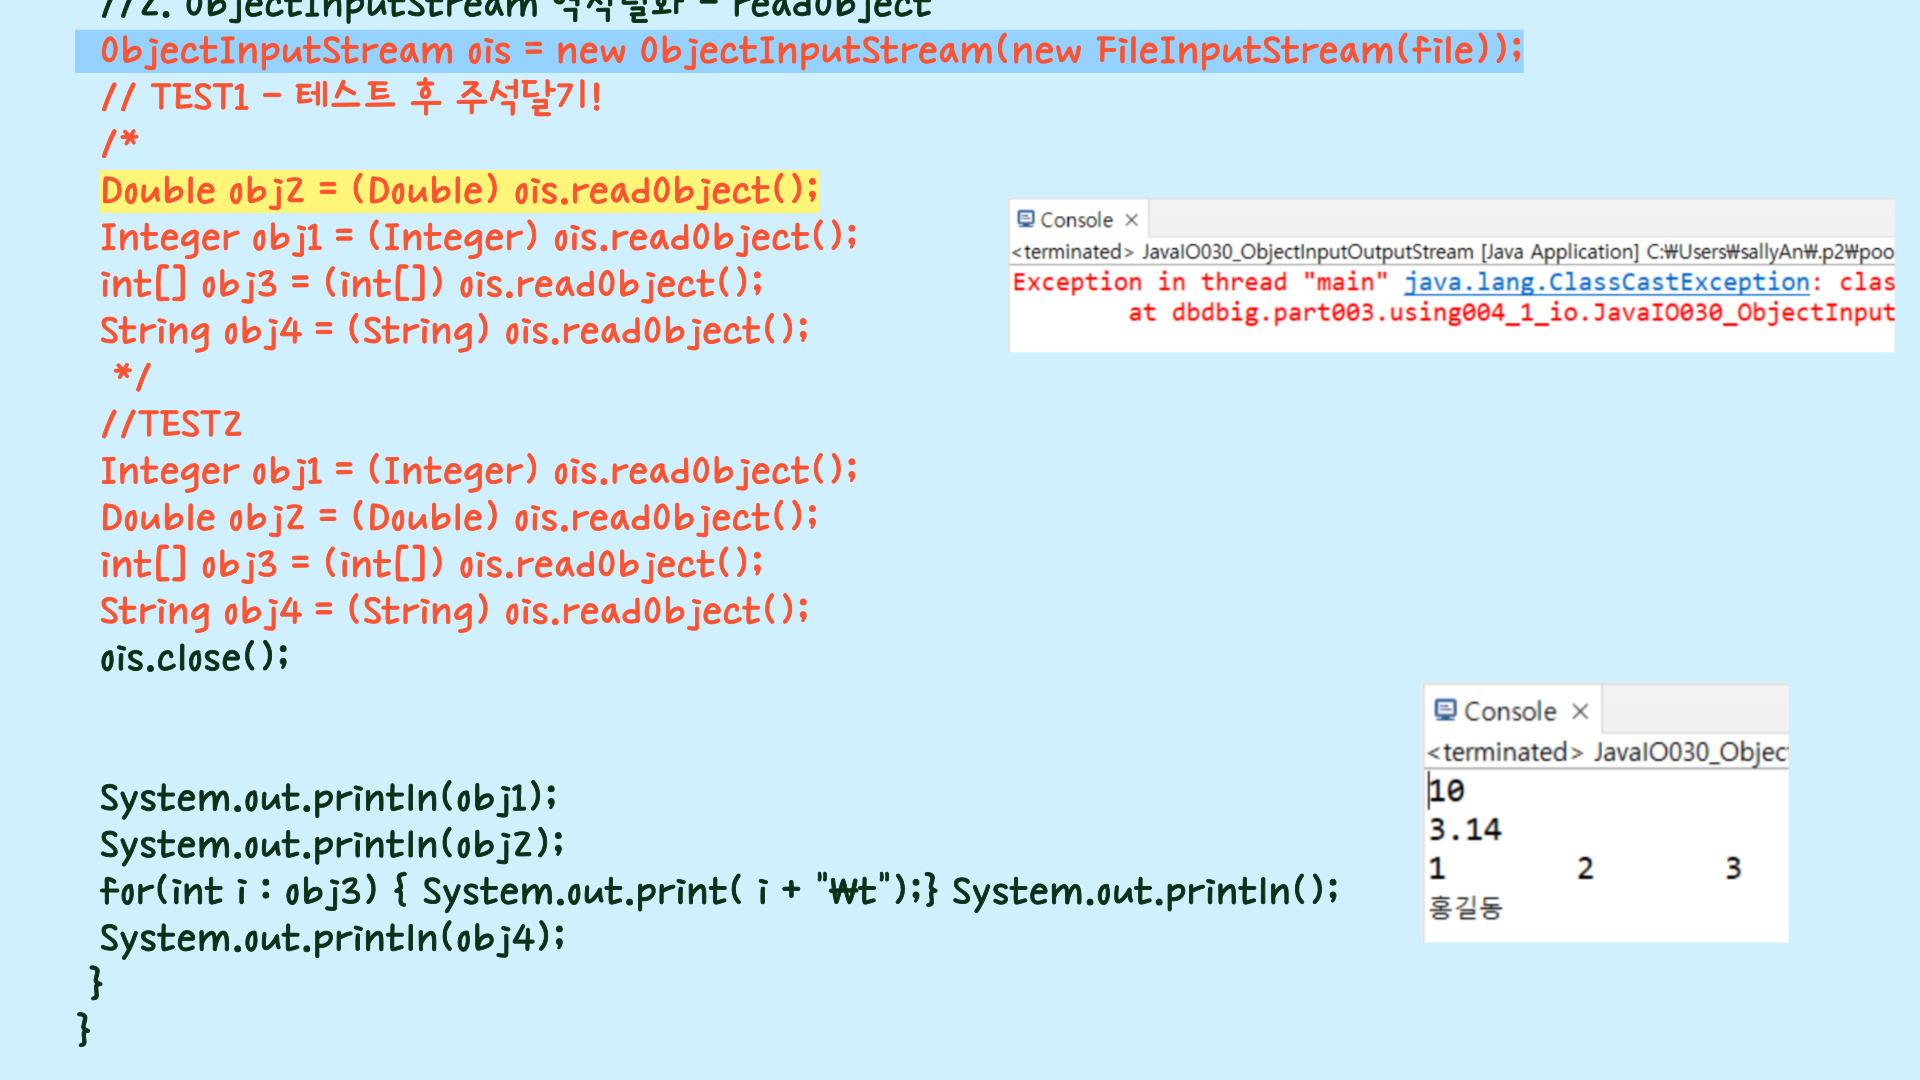 //2. ObjectInputStream 역직렬화 - readObject
ObjectInputStream ois = new ObjectInputStream(new FileInputStream(file));
// TEST1 - 테스트 후 주석달기!
/*
Double obj2 = (Double) ois.readObject();
Integer obj1 = (Integer) ois.readObject();
int[] obj3 = (int[]) ois.readObject();
String obj4 = (String) ois.readObject();
*/
//TEST2
Integer obj1 = (Integer) ois.readObject();
Double obj2 = (Double) ois.readObject();
int[] obj3 = (int[]) ois.readObject();
String obj4 = (String) ois.readObject();
ois.close();
System.out.println(obj1);
System.out.println(obj2);
for(int i : obj3) { System.out.print( i + "₩t");} System.out.println();
System.out.println(obj4);
}
}
Console
<terminated> JavaIO030_ObjectInputOutputStream [Java Application] C:₩Users₩sallyAn₩.p2₩poo
Exception in thread "main" java.lang.ClassCastException: clas
at dbdbig.part003.using004_1_io.JavaIO030_ObjectInput
Console
<terminated> JavaIO030_Objec
10
3.14
1 2 3
홍길동